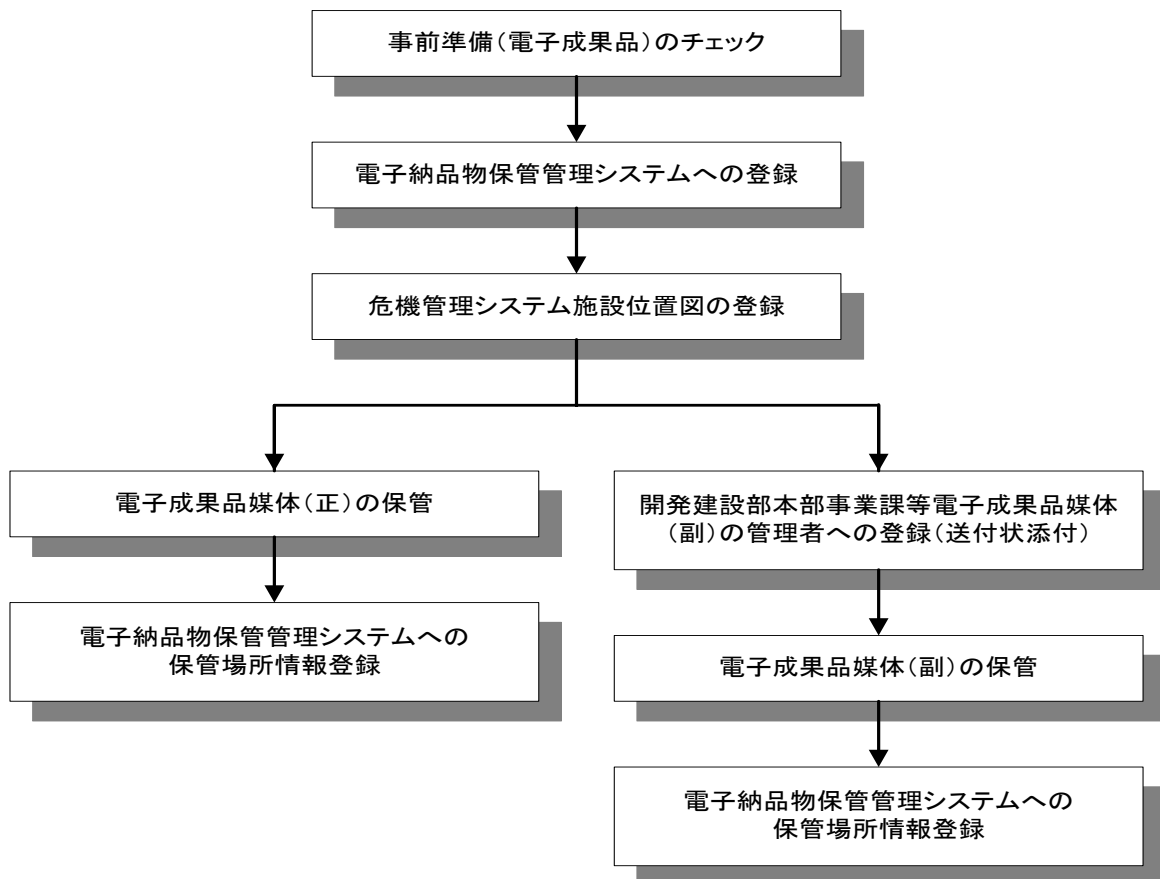 事前準備(電子成果品)のチェック
電子納品物保管管理システムへの登録
危機管理システム施設位置図の登録
電子成果品媒体(正)の保管
電子納品物保管管理システムへの
保管場所情報登録
開発建設部本部事業課等電子成果品媒体
(副)の管理者への登録(送付状添付)
電子成果品媒体(副)の保管
電子納品物保管管理システムへの
保管場所情報登録